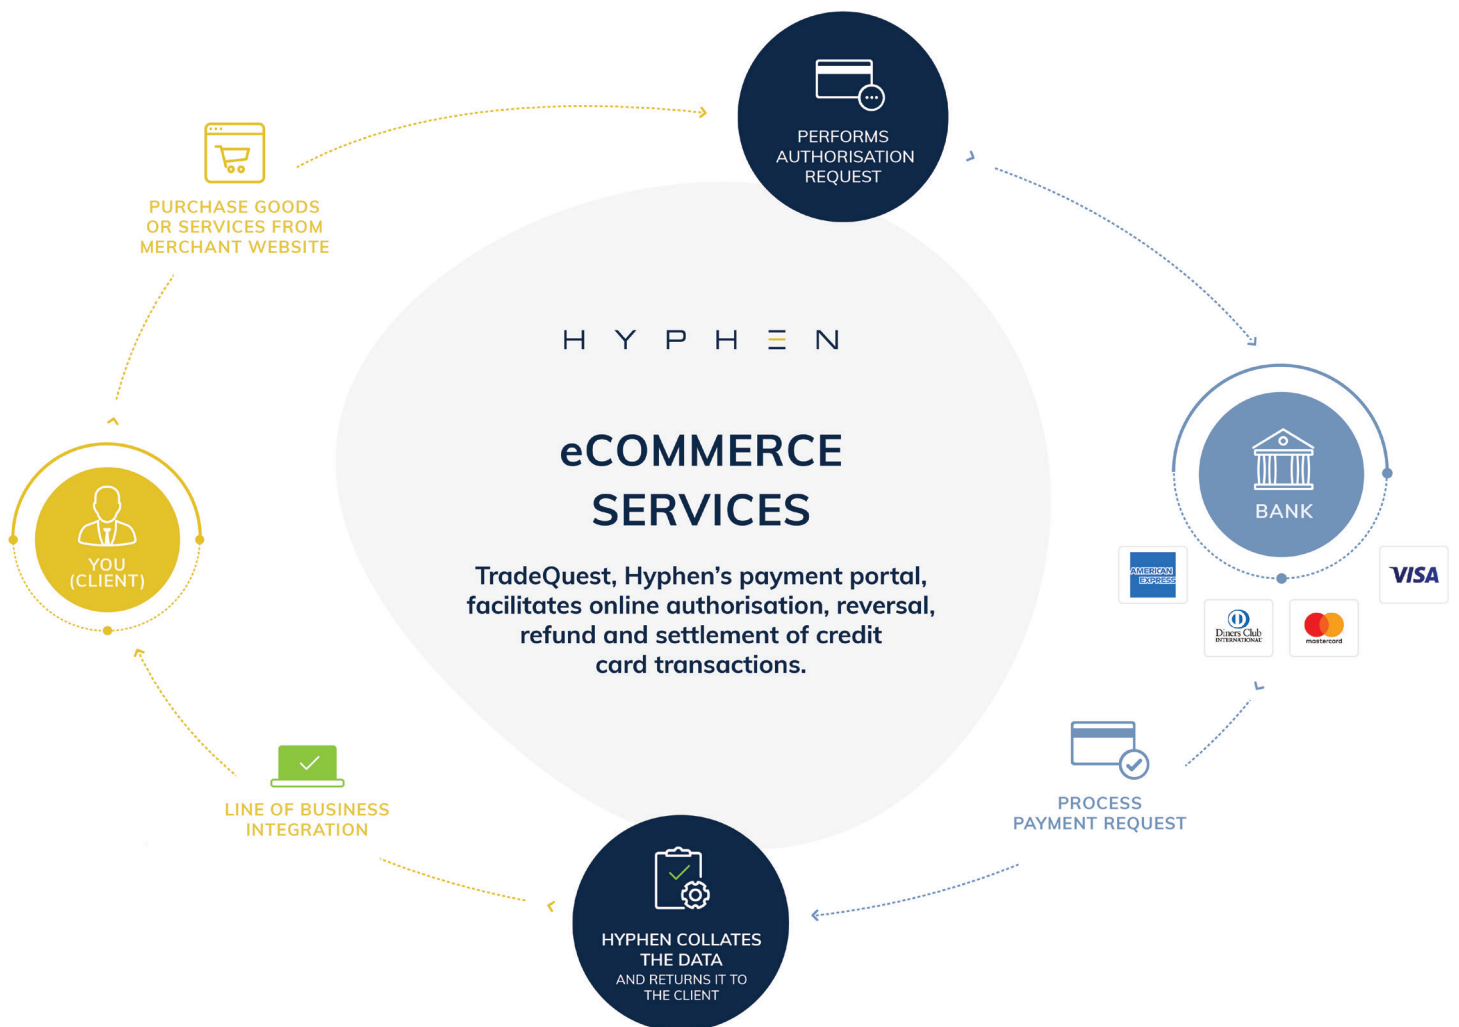 PERFORMS
AUTHORISATION
REQUEST
PURCHASE GOODS
OR SERVICES FROM
MERCHANT WEBSITE
HYPHEN
eCOMMERCE
SERVICES
TradeQuest, Hyphen’s payment portal,
facilitates online authorisation, reversal,
refund and settlement of credit
card transactions.
BANK
YOU
(CLIENT)
AMERICAN
EXPRESS
VISA
Diners Club
INTERNATIONAL
mastercard
PROCESS
PAYMENT REQUEST
LINE OF BUSINESS
INTEGRATION
HYPHEN COLLATES
THE DATA
AND RETURNS IT TO
THE CLIENT